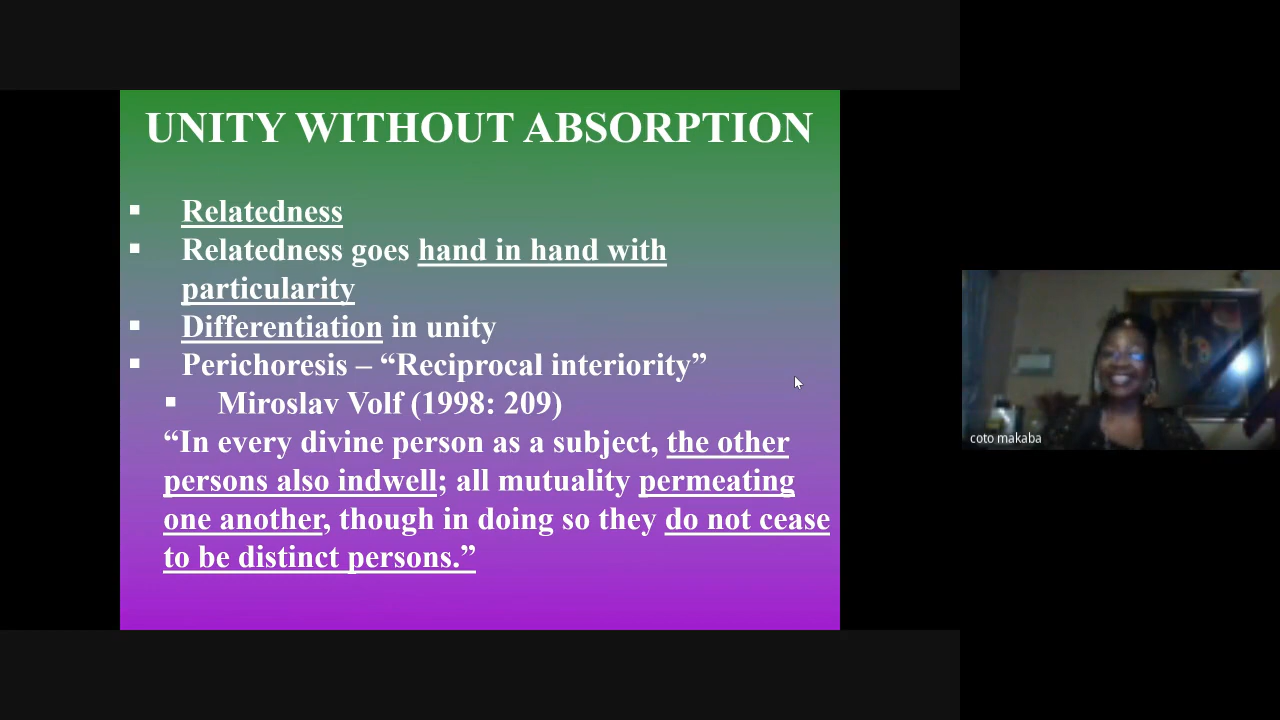 UNITY WITHOUT ABSORPTION
▪ Relatedness
▪ Relatedness goes hand in hand with
particularity
▪ Differentiation in unity
▪ Perichoresis – “Reciprocal interiority”
▪ Miroslav Volf (1998: 209)
“In every divine person as a subject, the other
persons also indwell; all mutuality permeating
one another, though in doing so they do not cease
to be distinct persons.”
coto makaba